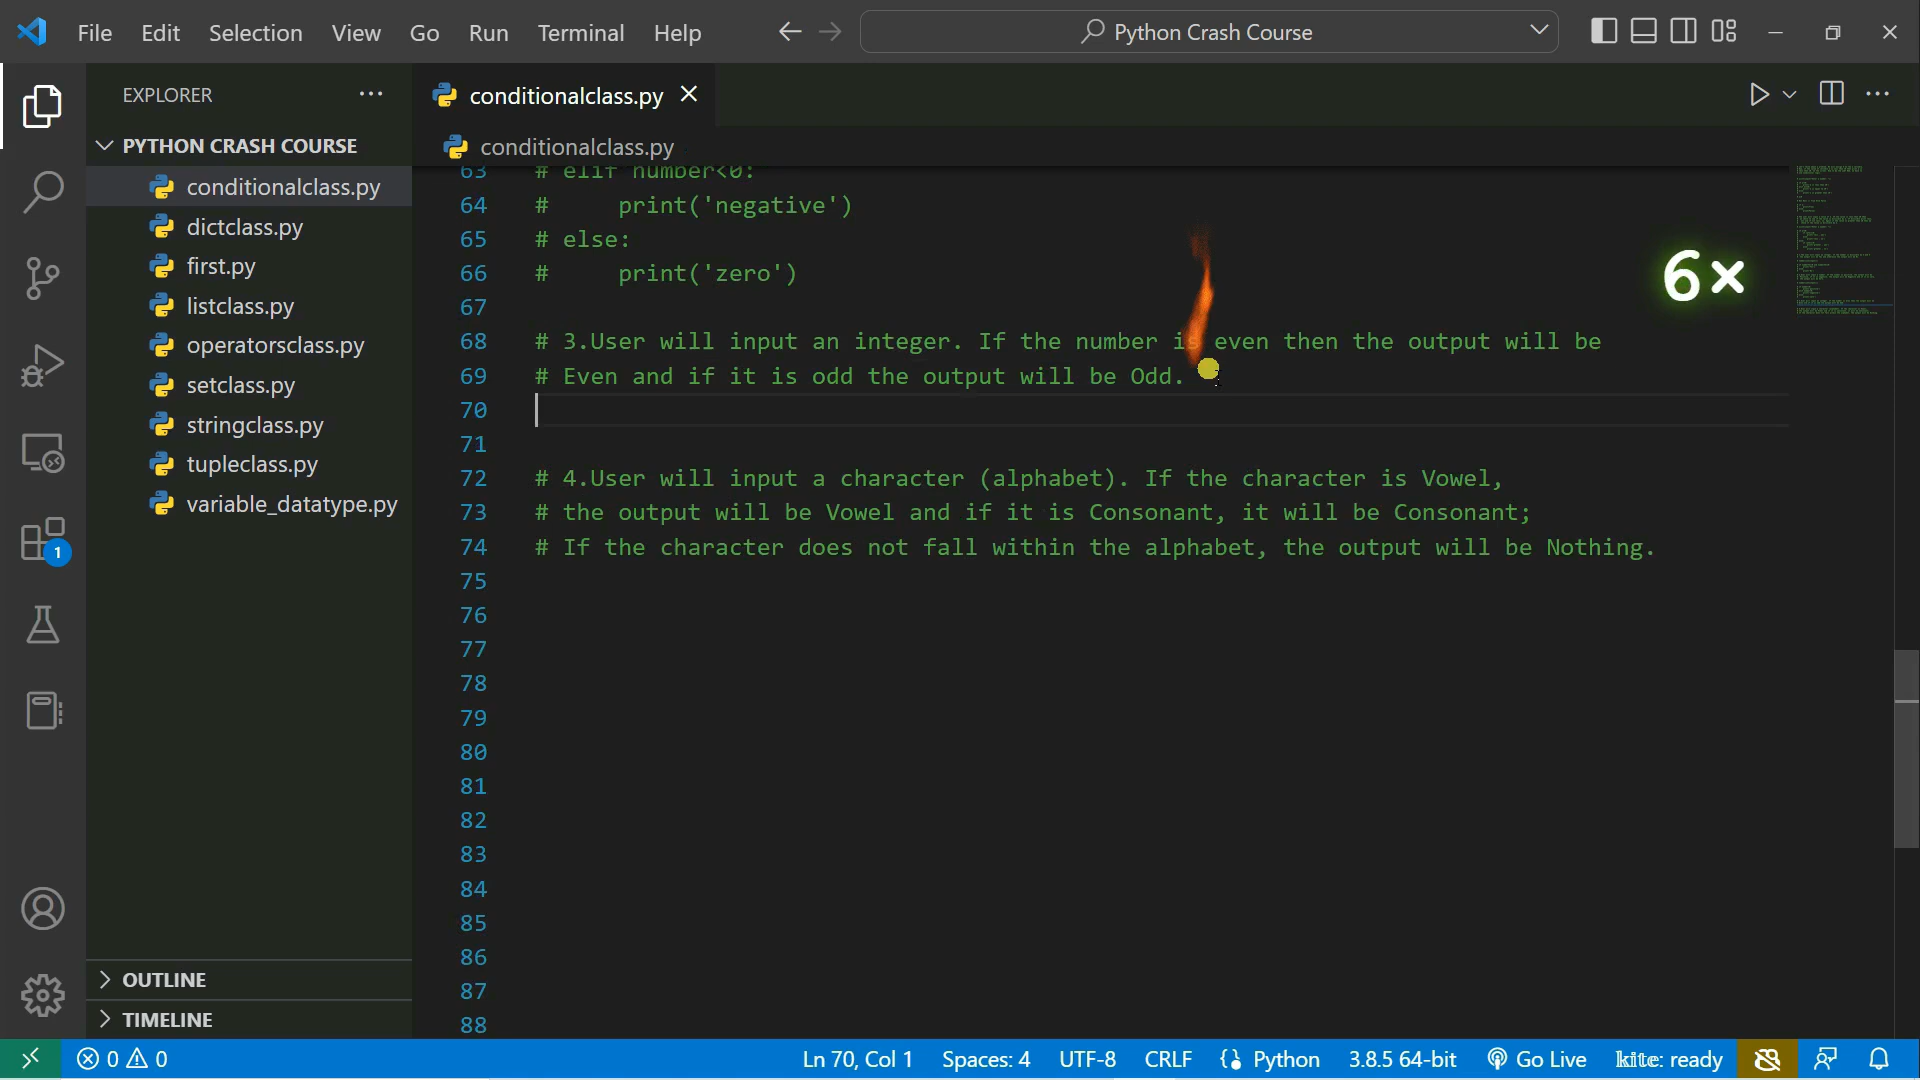 File Edit Selection View Go Run Terminal Help
Python Crash Course
EXPLORER
conditionalclass.py
PYTHON CRASH COURSE
conditionalclass.py
conditionalclass.py
dictclass.py
first.py
listclass.py
operatorsclass.py
setclass.py
stringclass.py
tupleclass.py
variable_datatype.py
1
OUTLINE
TIMELINE
63 # elif number<0:
64 #     print('negative')
65 # else:
66 #     print('zero')
67
68 # 3.User will input an integer. If the number is even then the output will be
69 # Even and if it is odd the output will be Odd.
70
71
72 # 4.User will input a character (alphabet). If the character is Vowel,
73 # the output will be Vowel and if it is Consonant, it will be Consonant;
74 # If the character does not fall within the alphabet, the output will be Nothing.
75
76
77
78
79
80
81
82
83
84
85
86
87
88
6×
0 0
Ln 70, Col 1 Spaces: 4 UTF-8 CRLF Python 3.8.5 64-bit Go Live kite: ready